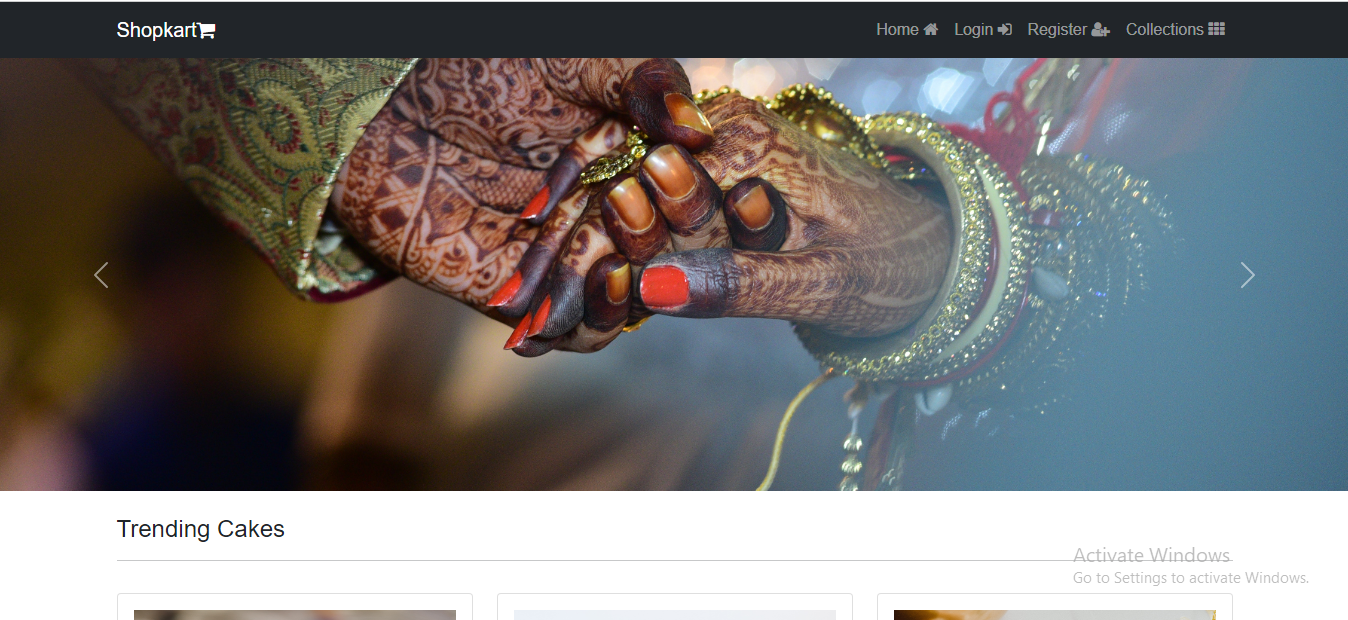 Shopkart
Home Login Register Collections
Trending Cakes
Activate Windows
Go to Settings to activate Windows.